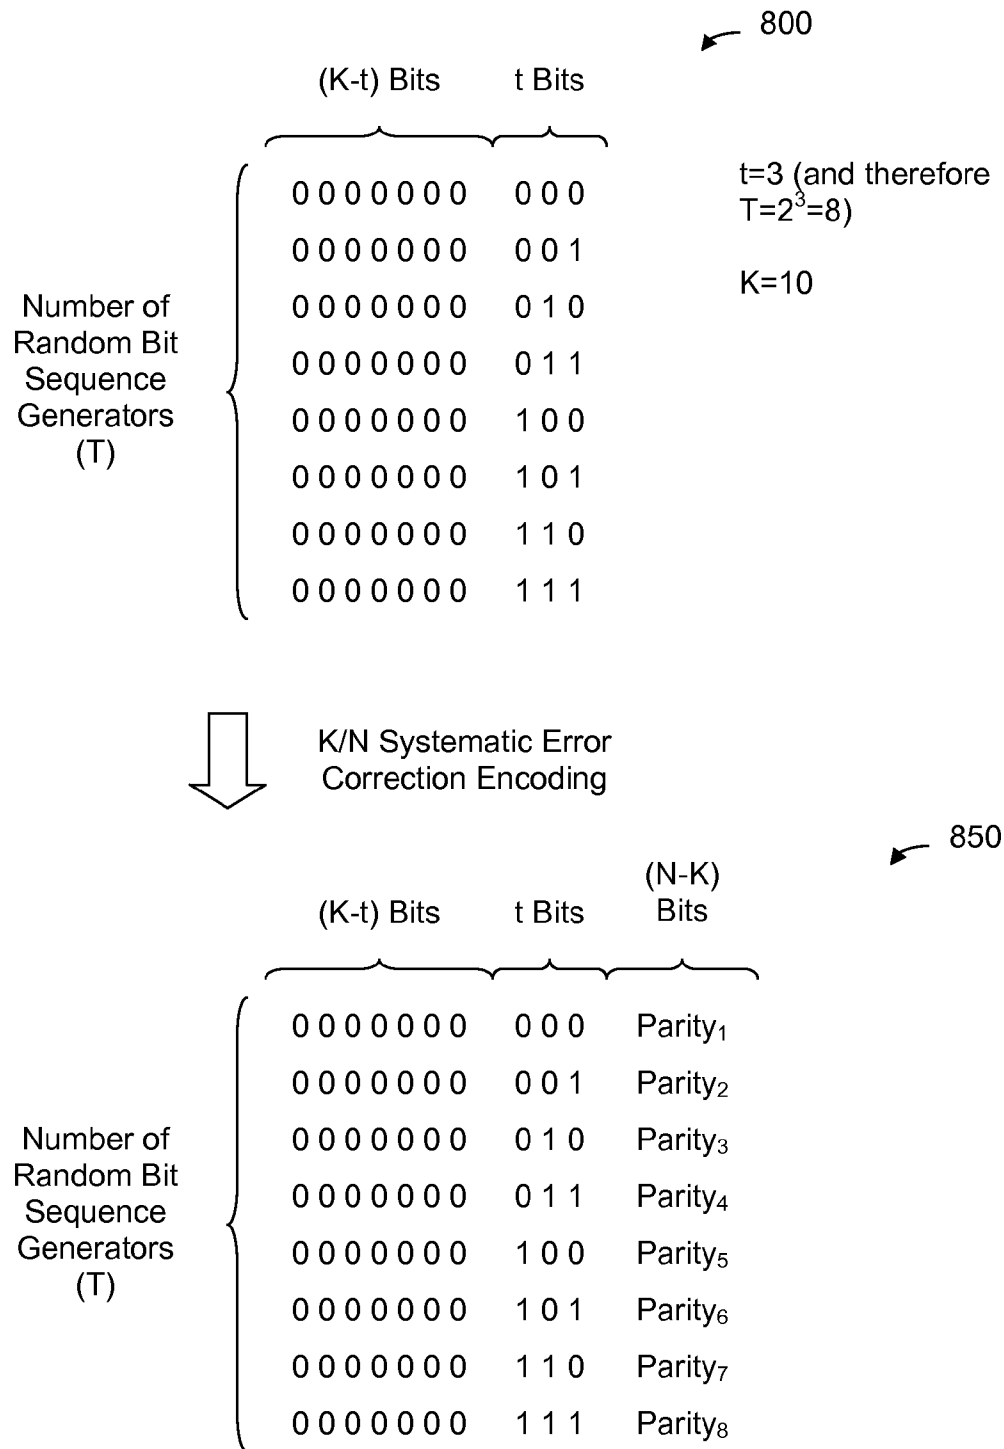 800
(K-t) Bits t Bits
t=3 (and therefore
T=2³=8)
K=10
Number of
Random Bit
Sequence
Generators
(T)
0 0 0 0 0 0 0 0 0 0
0 0 0 0 0 0 0 0 0 1
0 0 0 0 0 0 0 0 1 0
0 0 0 0 0 0 0 0 1 1
0 0 0 0 0 0 0 1 0 0
0 0 0 0 0 0 0 1 0 1
0 0 0 0 0 0 0 1 1 0
0 0 0 0 0 0 0 1 1 1
K/N Systematic Error
Correction Encoding
850
(K-t) Bits t Bits
(N-K)
Bits
Number of
Random Bit
Sequence
Generators
(T)
0 0 0 0 0 0 0 0 0 0 Parity₁
0 0 0 0 0 0 0 0 0 1 Parity₂
0 0 0 0 0 0 0 0 1 0 Parity₃
0 0 0 0 0 0 0 0 1 1 Parity₄
0 0 0 0 0 0 0 1 0 0 Parity₅
0 0 0 0 0 0 0 1 0 1 Parity₆
0 0 0 0 0 0 0 1 1 0 Parity₇
0 0 0 0 0 0 0 1 1 1 Parity₈